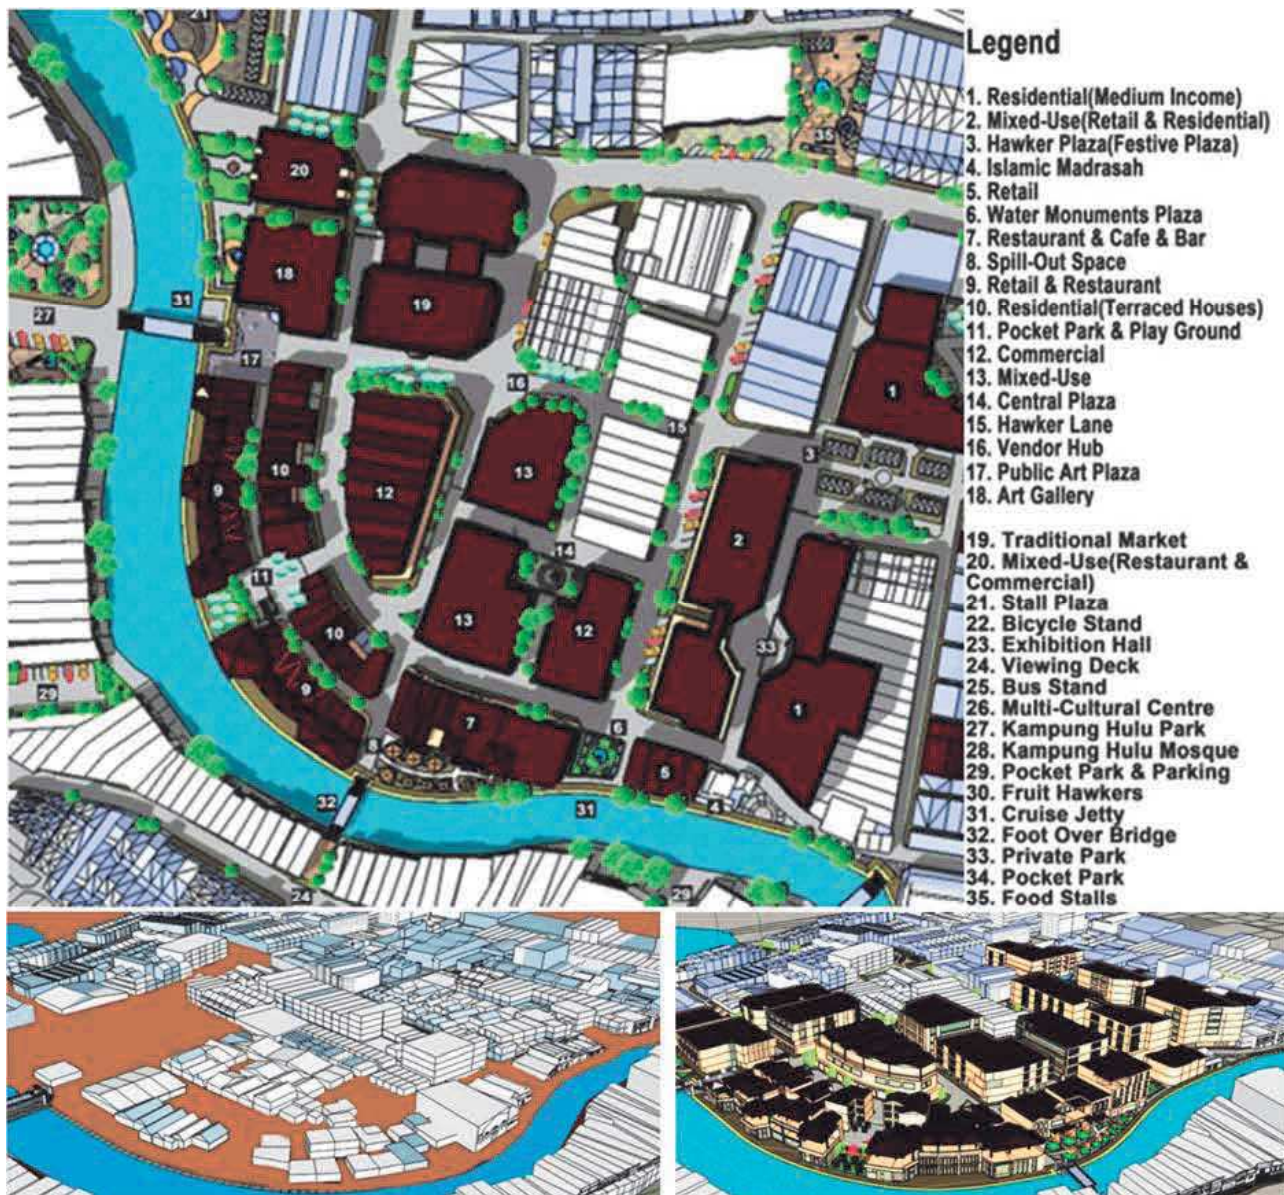 21
35
20
31
18
19
27
17
16
1
15
3
10
13
9
12
2
14
11
10
13
12
33
29
9
7
6
1
8
5
32
31
4
24
29
Legend
1. Residential(Medium Income)
2. Mixed-Use(Retail & Residential)
3. Hawker Plaza(Festive Plaza)
4. Islamic Madrasah
5. Retail
6. Water Monuments Plaza
7. Restaurant & Cafe & Bar
8. Spill-Out Space
9. Retail & Restaurant
10. Residential(Terraced Houses)
11. Pocket Park & Play Ground
12. Commercial
13. Mixed-Use
14. Central Plaza
15. Hawker Lane
16. Vendor Hub
17. Public Art Plaza
18. Art Gallery
19. Traditional Market
20. Mixed-Use(Restaurant &
Commercial)
21. Stall Plaza
22. Bicycle Stand
23. Exhibition Hall
24. Viewing Deck
25. Bus Stand
26. Multi-Cultural Centre
27. Kampung Hulu Park
28. Kampung Hulu Mosque
29. Pocket Park & Parking
30. Fruit Hawkers
31. Cruise Jetty
32. Foot Over Bridge
33. Private Park
34. Pocket Park
35. Food Stalls